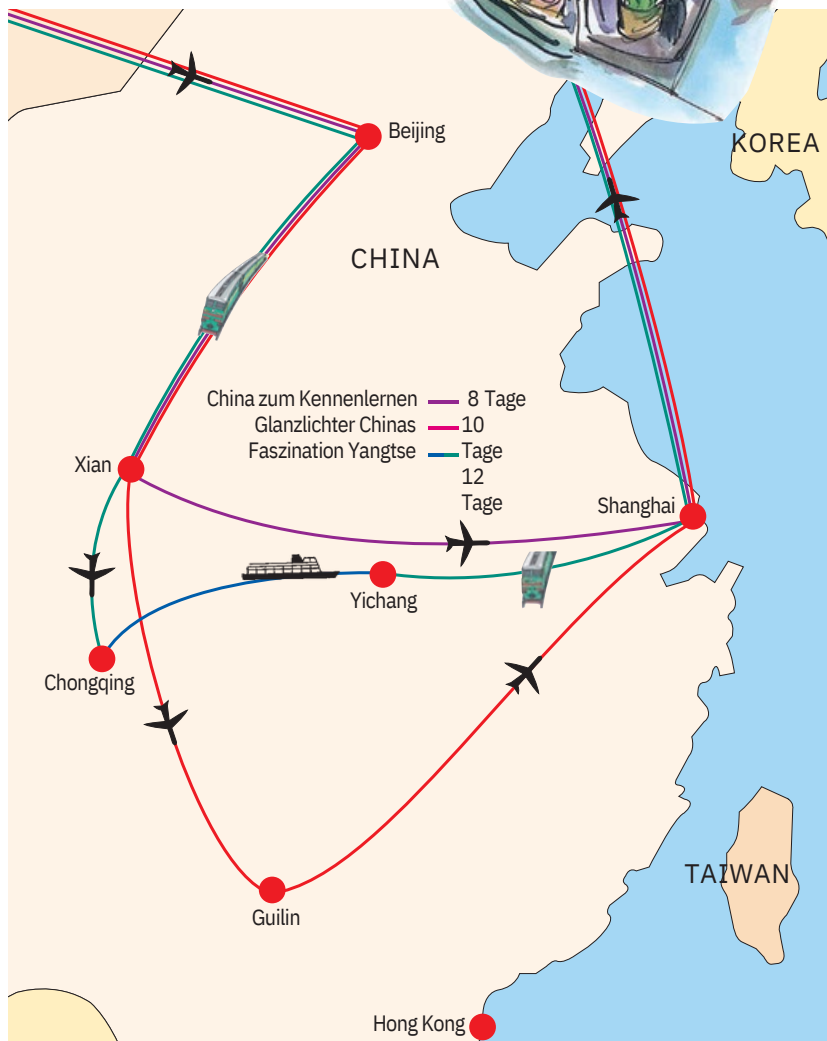 Beijing
KOREA
CHINA
China zum Kennenlernen 8 Tage
Glanzlichter Chinas 10
Faszination Yangtse Tage
12
Tage
Xian
Shanghai
Yichang
Chongqing
TAIWAN
Guilin
Hong Kong